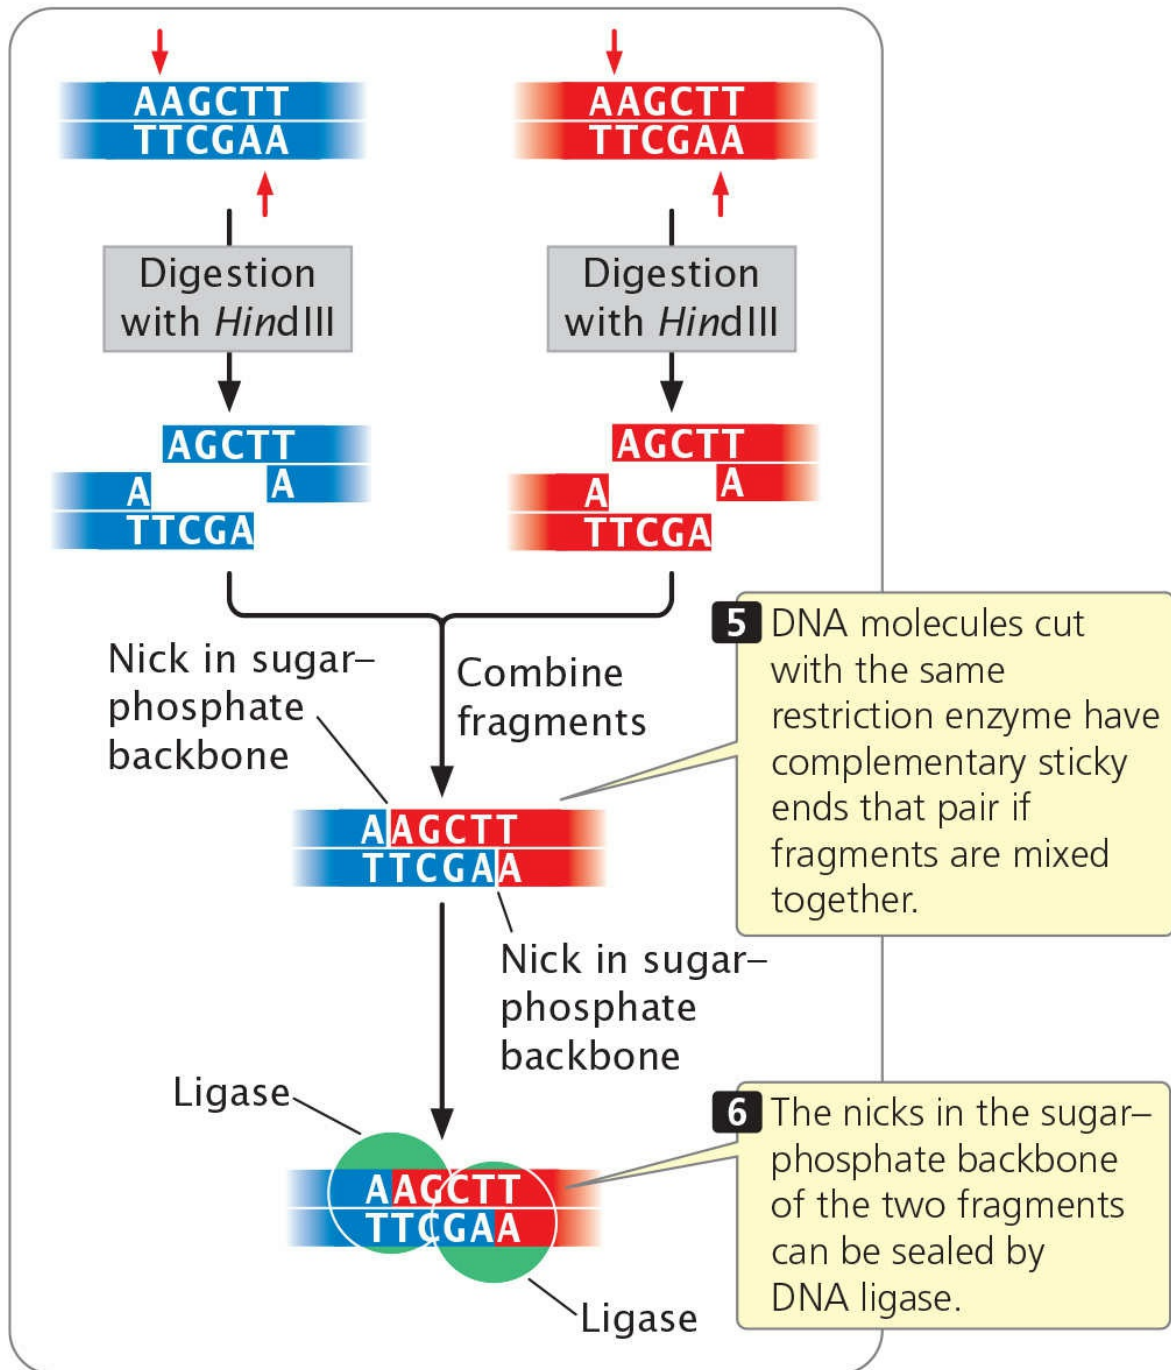 AAGCTT
TTCGAA
AAGCTT
TTCGAA
Digestion
with HindIII
Digestion
with HindIII
AGCTT
A
A
TTCGA
AGCTT
A
A
TTCGA
Nick in sugar–
phosphate
backbone
Combine
fragments
5 DNA molecules cut
with the same
restriction enzyme have
complementary sticky
ends that pair if
fragments are mixed
together.
AAGCTT
TTCGAA
Nick in sugar–
phosphate
backbone
Ligase
6 The nicks in the sugar–
phosphate backbone
of the two fragments
can be sealed by
DNA ligase.
AAGCTT
TTCGAA
Ligase